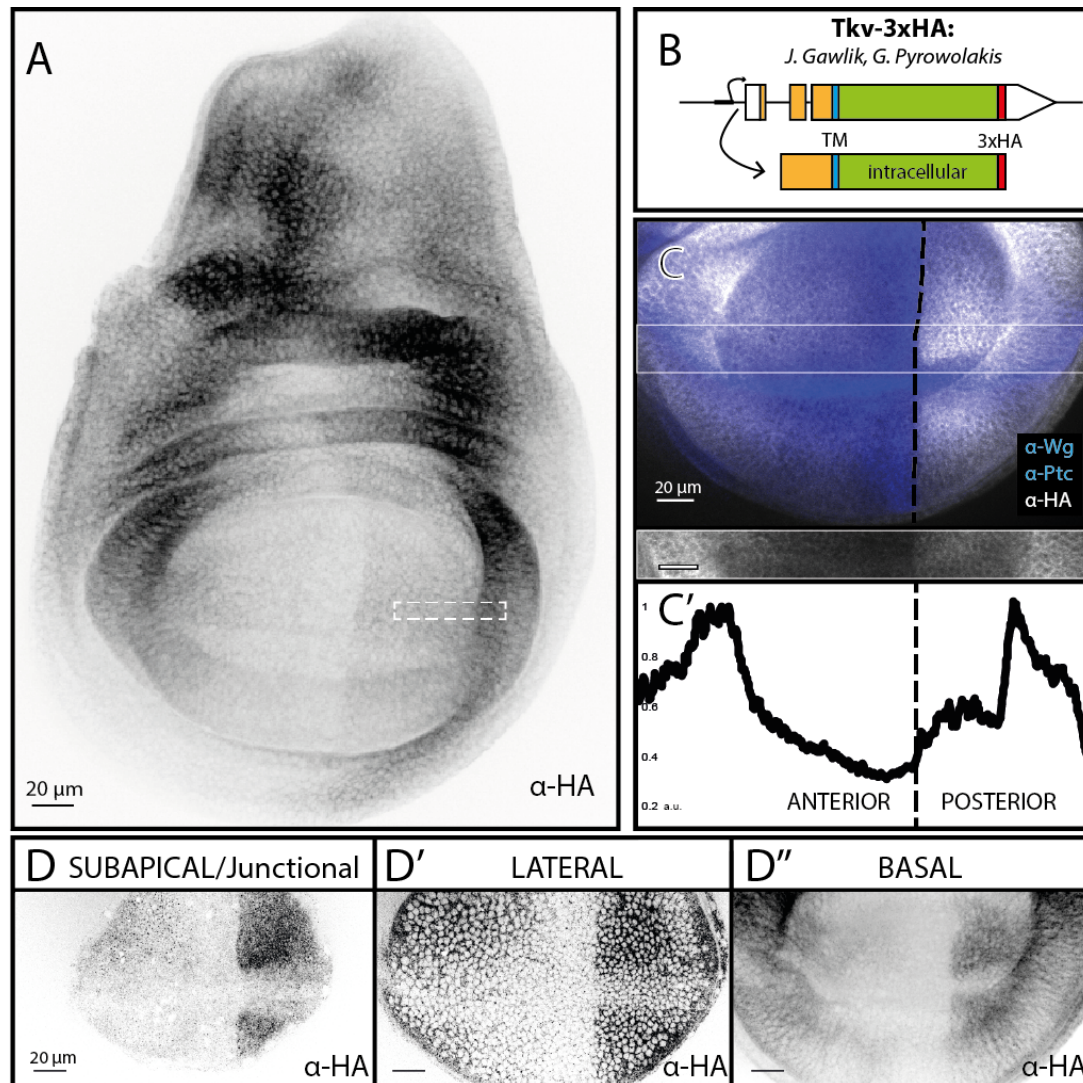 A
20 µm
α-HA
B
Tkv-3xHA:
J. Gawlik, G. Pyrowolakis
TM
3xHA
intracellular
C
α-Wg
α-Ptc
α-HA
20 µm
C'
1
0.8
0.6
0.4
0.2 a.u.
ANTERIOR
POSTERIOR
D SUBAPICAL/Junctional
20 µm
α-HA
D' LATERAL
α-HA
D'' BASAL
α-HA